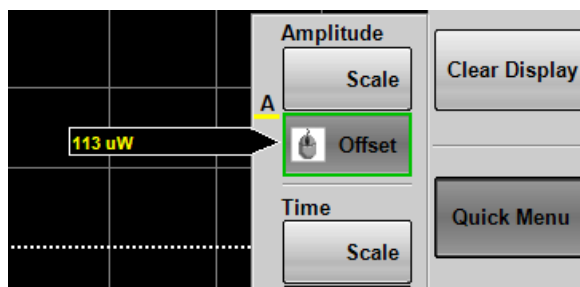 Amplitude
Scale
Clear Display
A
113 uW
Offset
Time
Quick Menu
Scale